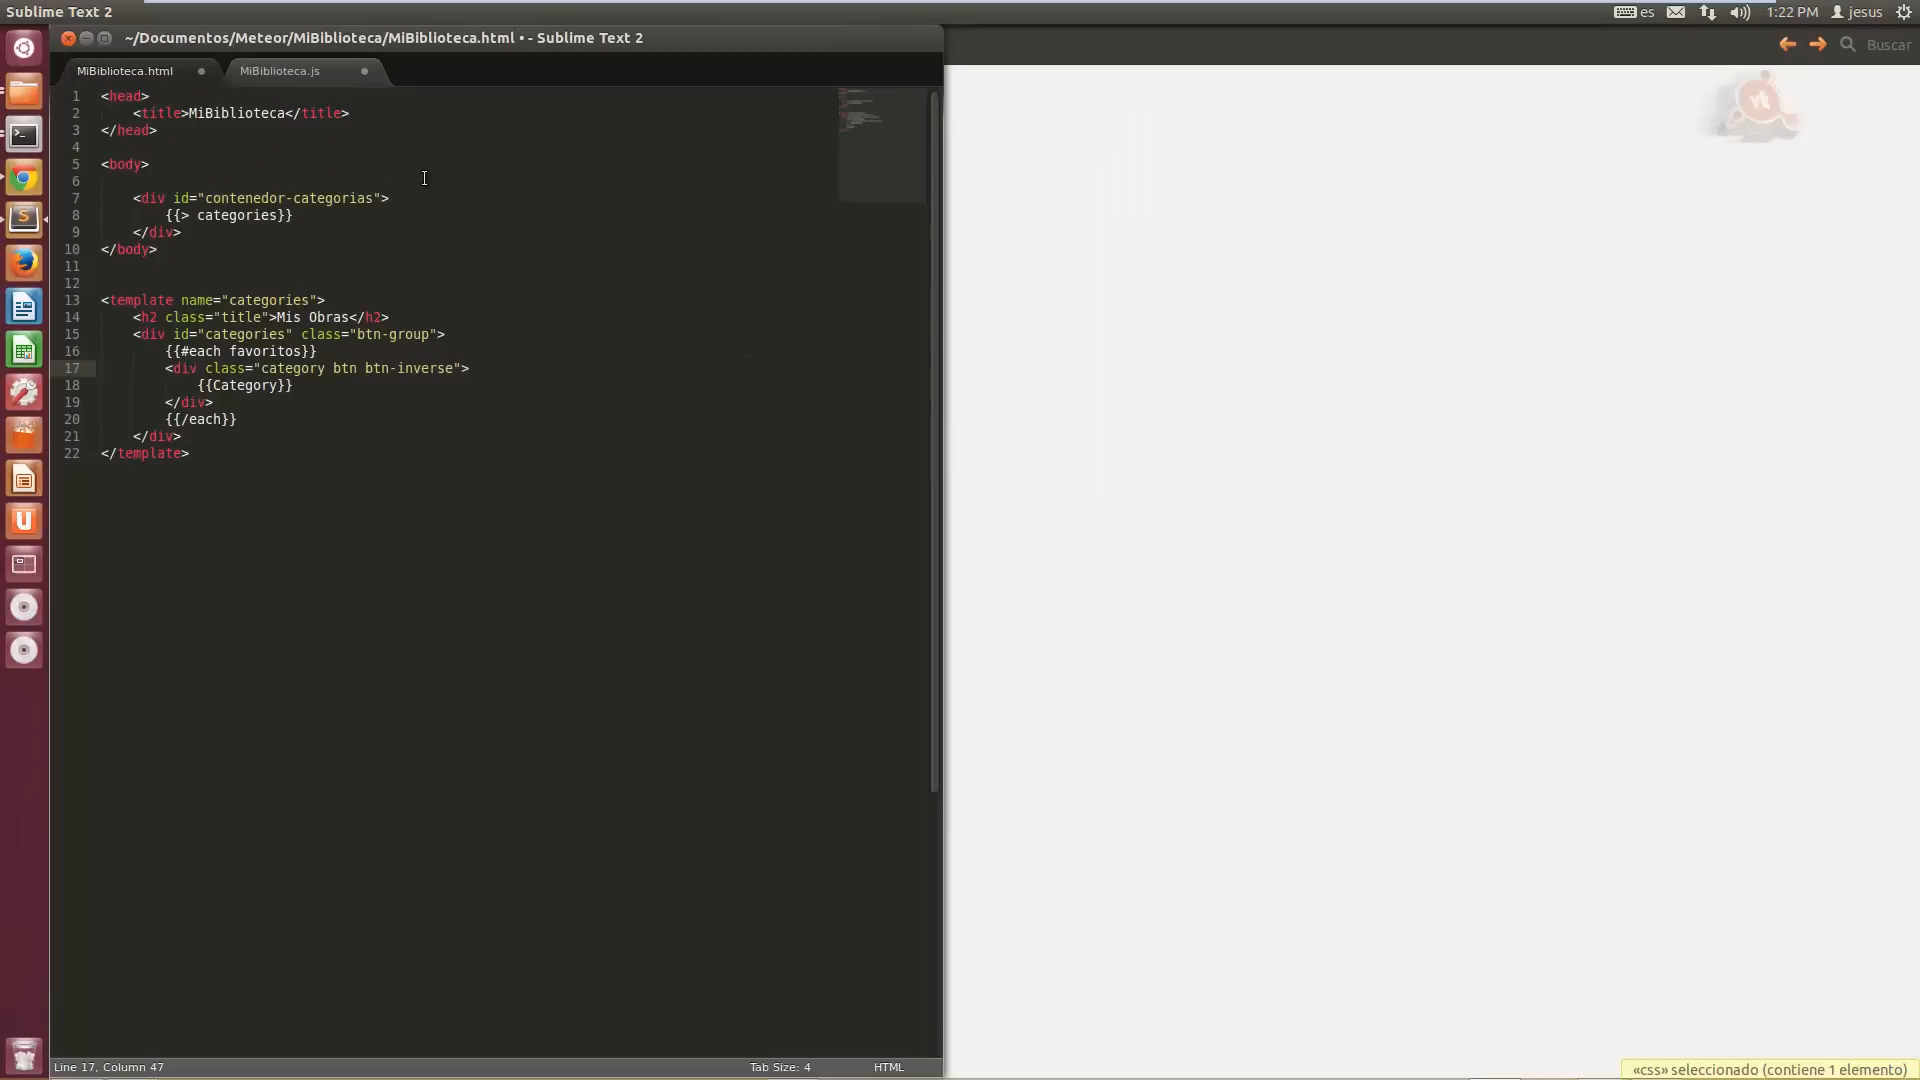 Sublime Text 2
es
1:22 PM
jesus
~/Documentos/Meteor/MiBiblioteca/MiBiblioteca.html • - Sublime Text 2
Buscar
MiBiblioteca.html
MiBiblioteca.js
1 <head>
2 <title>MiBiblioteca</title>
3 </head>
4
5 <body>
6
7 <div id="contenedor-categorias">
8 {{> categories}}
9 </div>
10 </body>
11
12
13 <template name="categories">
14 <h2 class="title">Mis Obras</h2>
15 <div id="categories" class="btn-group">
16 {{#each favoritos}}
17 <div class="category btn btn-inverse">
18 {{Category}}
19 </div>
20 {{/each}}
21 </div>
22 </template>
Line 17, Column 47
Tab Size: 4
HTML
«css» seleccionado (contiene 1 elemento)